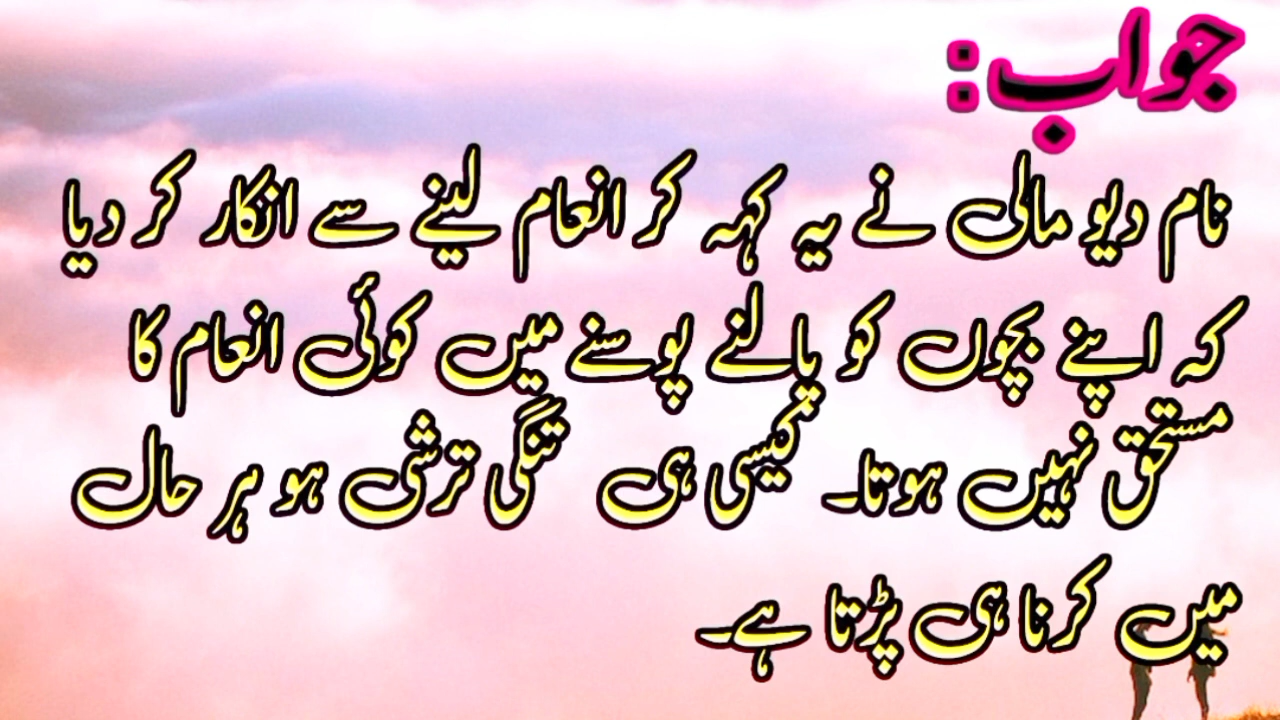 جواب:
نام دیو مالی نے یہ کہہ کر انعام لینے سے انکار کر دیا
کہ اپنے بچوں کو پالنے پوسنے میں کوئی انعام کا
مستحق نہیں ہوتا۔ کیسی ہی تنگی ترشی ہو ہر حال
میں کرنا ہی پڑتا ہے۔